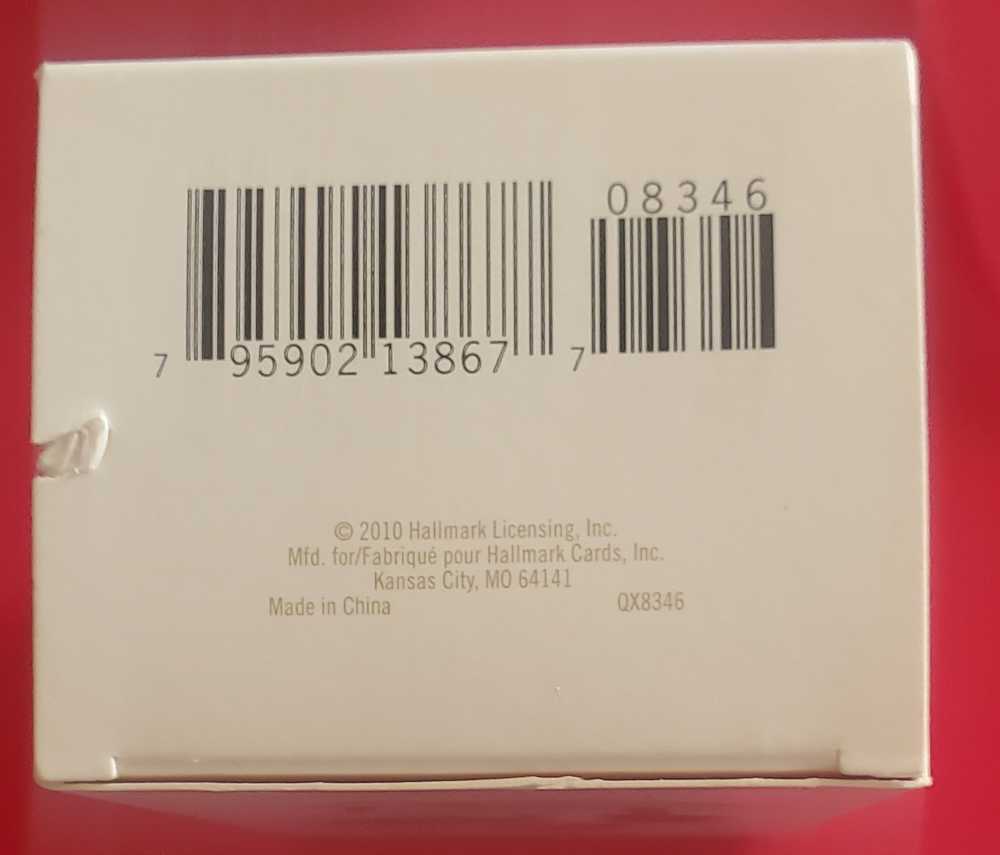 08346
7 95902 13867 7
© 2010 Hallmark Licensing, Inc.
Mfd. for/Fabriqué pour Hallmark Cards, Inc.
Kansas City, MO 64141
Made in China QX8346